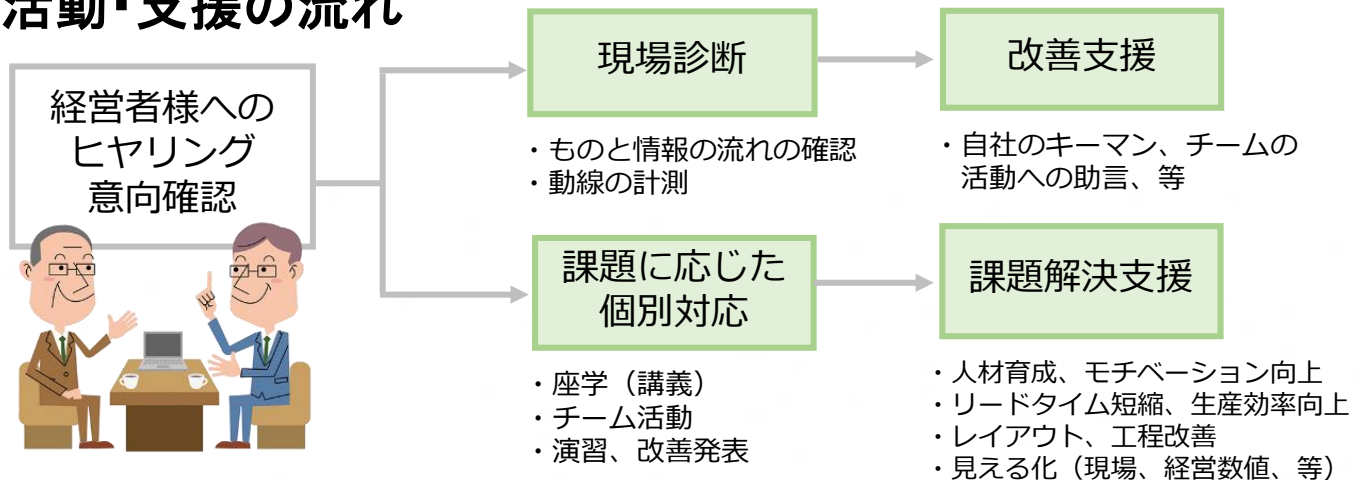 活動・支援の流れ
経営者様への
ヒヤリング
意向確認
現場診断
・ものと情報の流れの確認
・動線の計測
改善支援
・自社のキーマン、チームの
活動への助言、等
課題に応じた
個別対応
・座学（講義）
・チーム活動
・演習、改善発表
課題解決支援
・人材育成、モチベーション向上
・リードタイム短縮、生産効率向上
・レイアウト、工程改善
・見える化（現場、経営数値、等）